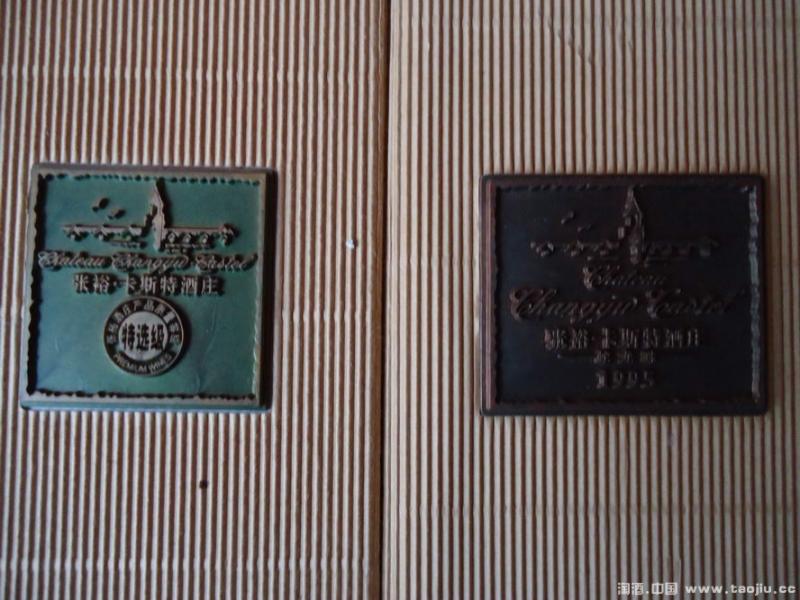 Chateau Changyu Castel
张裕·卡斯特酒庄
特选级
PREMIUM WINES
Chateau
Changyu Castel
张裕·卡斯特酒庄
1995
淘酒.中国 www.taojiu.cc